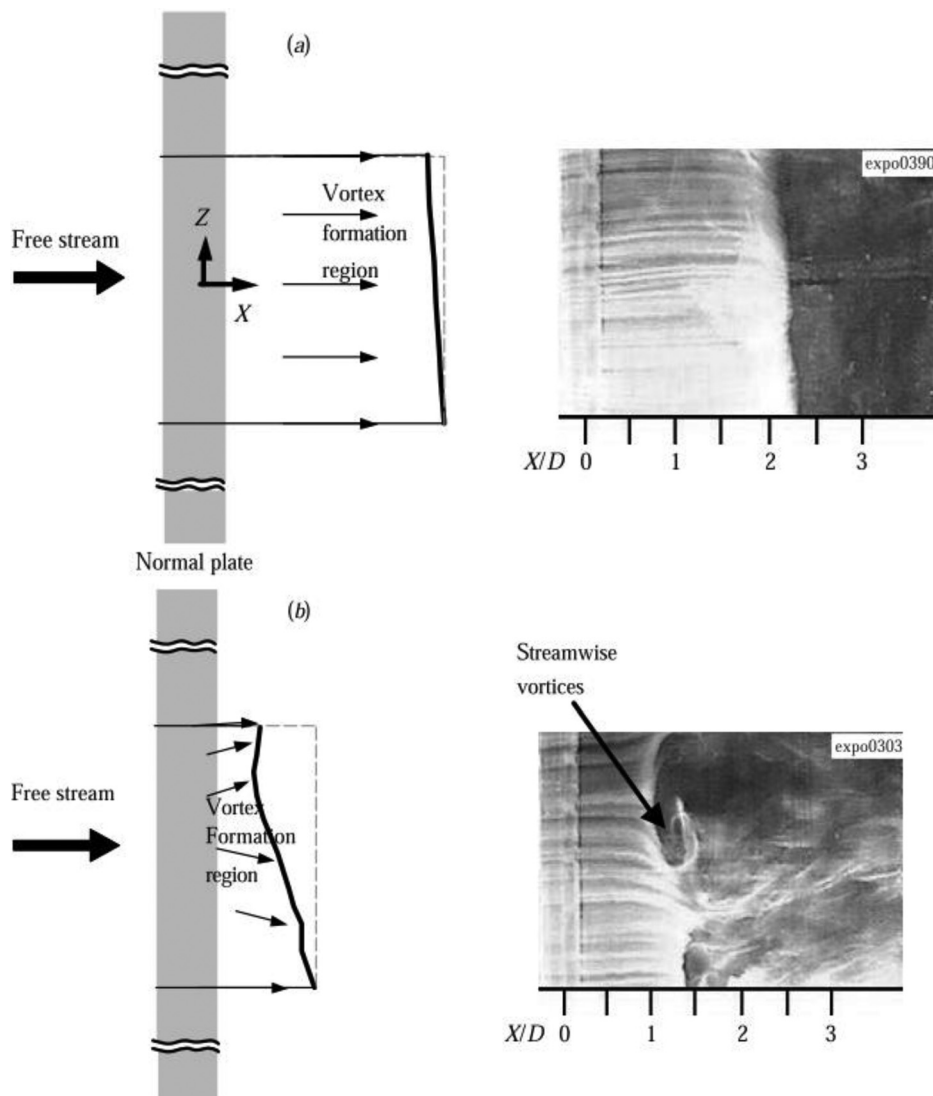 (a)
expo0390
Vortex
formation
region
Z
X
Free stream
X/D 0 1 2 3
Normal plate
(b)
Streamwise
vortices
expo0303
Free stream
Vortex
Formation
region
X/D 0 1 2 3